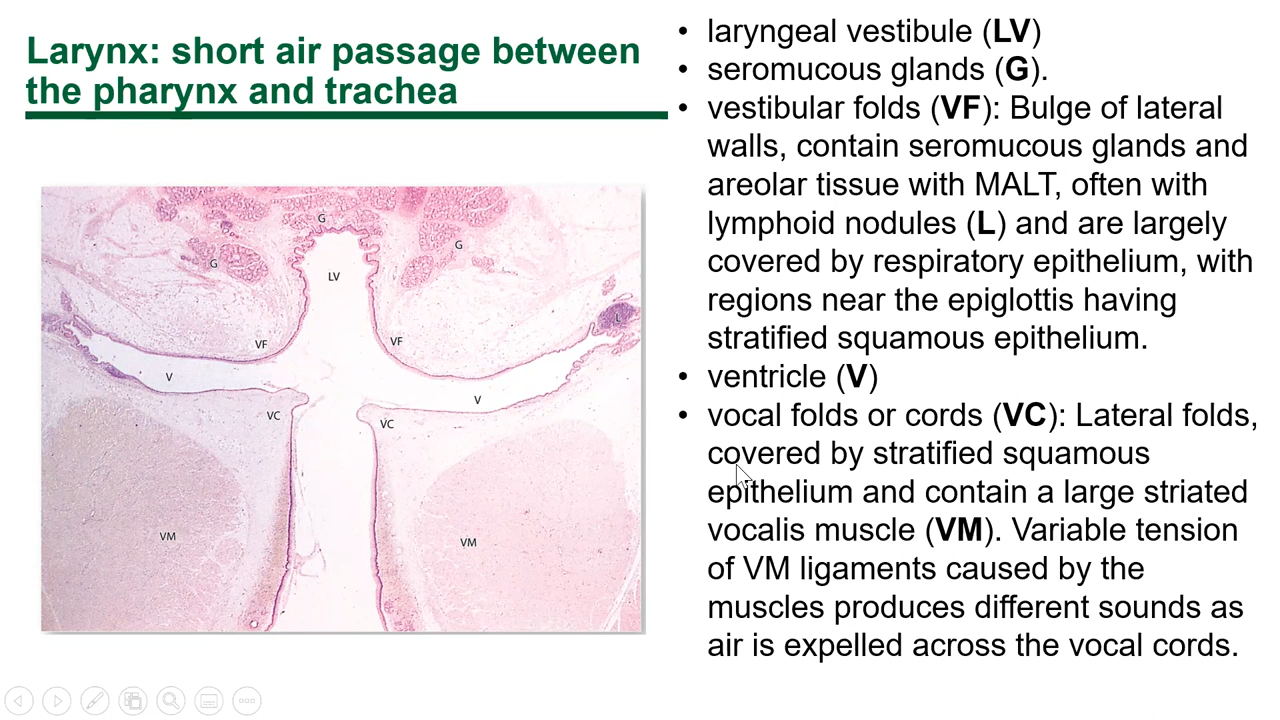 Larynx: short air passage between
the pharynx and trachea
G
G
G
LV
L
VF
VF
V
V
VC
VC
VM
VM
• laryngeal vestibule (LV)
• seromucous glands (G).
• vestibular folds (VF): Bulge of lateral
walls, contain seromucous glands and
areolar tissue with MALT, often with
lymphoid nodules (L) and are largely
covered by respiratory epithelium, with
regions near the epiglottis having
stratified squamous epithelium.
• ventricle (V)
• vocal folds or cords (VC): Lateral folds,
covered by stratified squamous
epithelium and contain a large striated
vocalis muscle (VM). Variable tension
of VM ligaments caused by the
muscles produces different sounds as
air is expelled across the vocal cords.